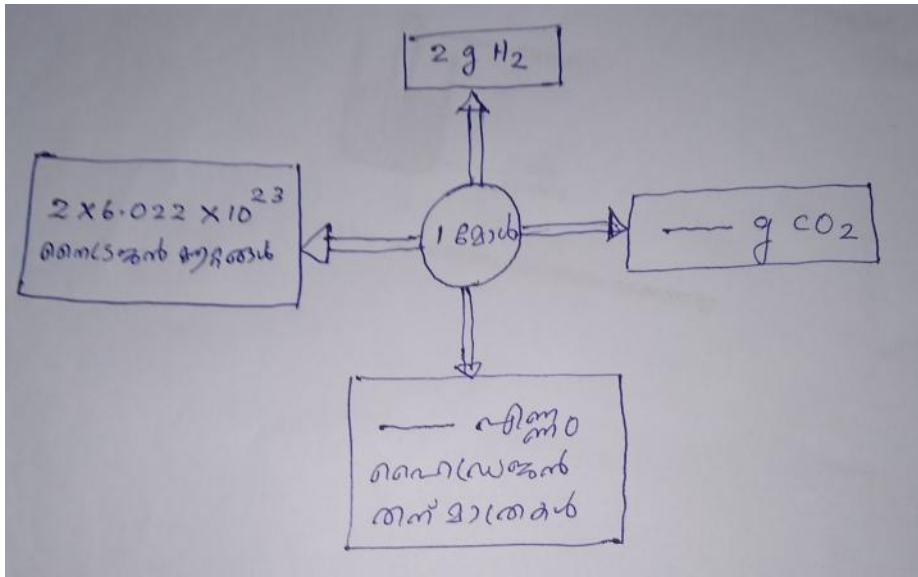 2 g H2
2 X 6.022 X 10^23
നൈട്രജൻ ആറ്റങ്ങൾ
1 മോൾ
—— g CO2
—— എണ്ണം
ഹൈഡ്രജൻ
തന്മാത്രകൾ